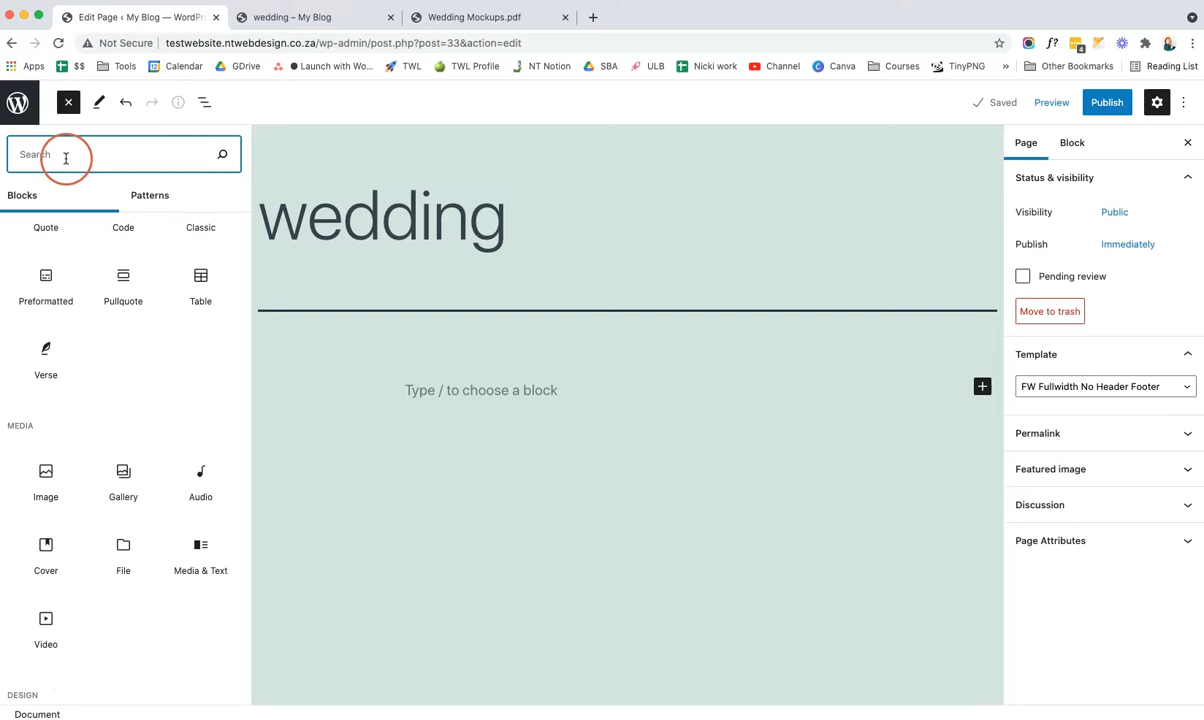 Edit Page ‹ My Blog — WordPr
wedding – My Blog
Wedding Mockups.pdf
Not Secure
testwebsite.ntwebdesign.co.za/wp-admin/post.php?post=33&action=edit
Apps
$$
Tools
Calendar
GDrive
Launch with Wo...
TWL
TWL Profile
NT Notion
SBA
ULB
Nicki work
Channel
Canva
Courses
TinyPNG
»
Other Bookmarks
Reading List
Saved
Preview
Publish
Search
Blocks
Patterns
Quote
Code
Classic
Preformatted
Pullquote
Table
Verse
MEDIA
Image
Gallery
Audio
Cover
File
Media & Text
Video
DESIGN
Document
wedding
Type / to choose a block
Page
Block
Status & visibility
Visibility
Public
Publish
Immediately
Pending review
Move to trash
Template
FW Fullwidth No Header Footer
Permalink
Featured image
Discussion
Page Attributes